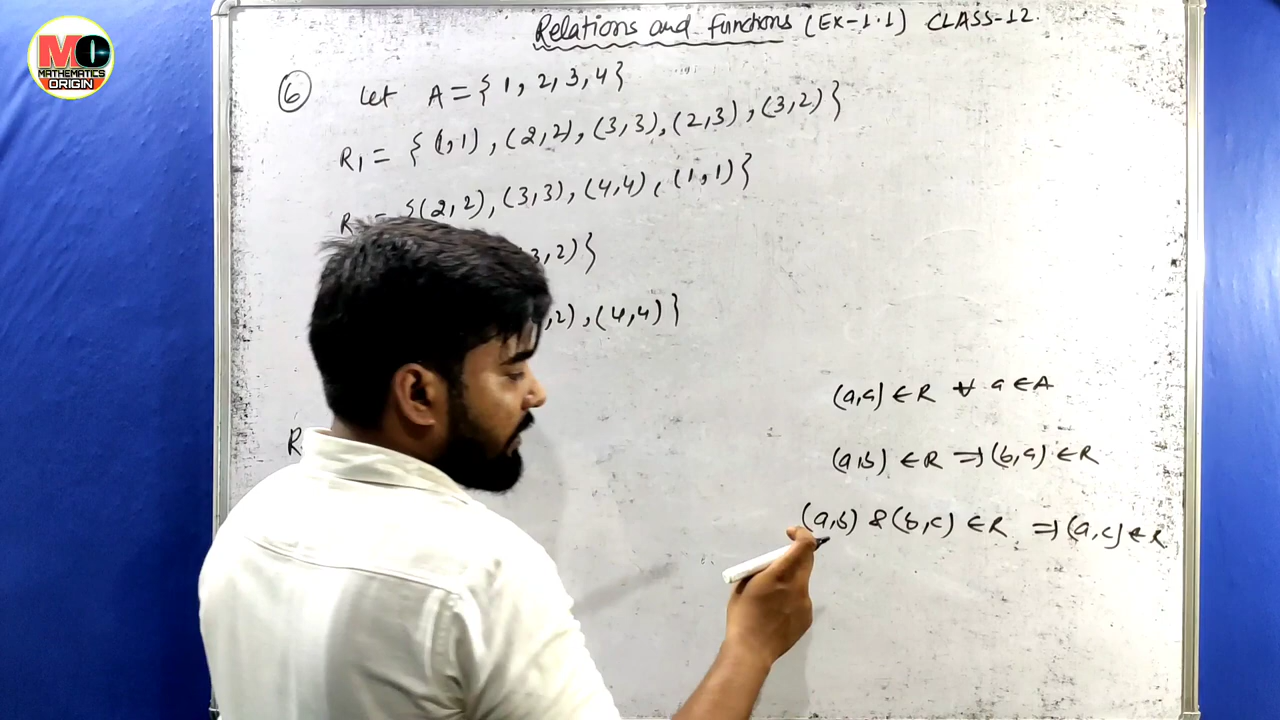 MO
MATHEMATICS
ORIGIN
Relations and functions (EX-1.1) CLASS-12.
6 Let A = { 1, 2, 3, 4 }
R₁ = { (1,1), (2,2), (3,3), (2,3), (3,2) }
R = {(2,2), (3,3), (4,4), (1,1) }
3,2) }
,2), (4,4) }
(a,a) ∈ R ∀ a ∈ A
R
(a,b) ∈ R ⇒ (b,a) ∈ R
(a,b) & (b,c) ∈ R ⇒ (a,c) ∈ R